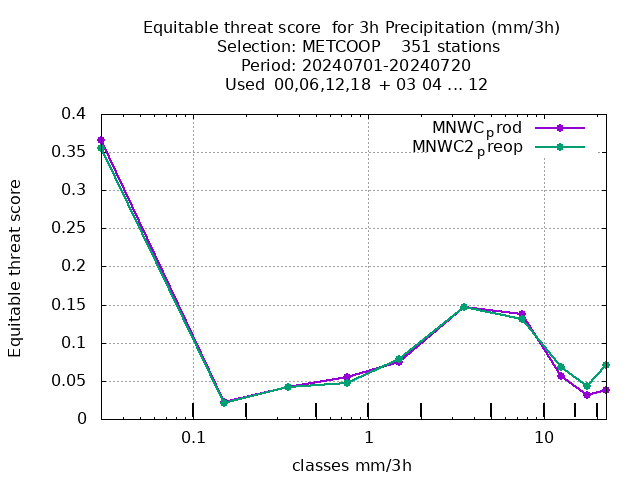 Equitable threat score  for 3h Precipitation (mm/3h)
Selection: METCOOP    351 stations
Period: 20240701-20240720
Used  00,06,12,18 + 03 04 ... 12
MNWCprod
MNWC2preop
0.4
0.35
0.3
0.25
0.2
0.15
0.1
0.05
0
Equitable threat score
0.1 1 10
classes mm/3h